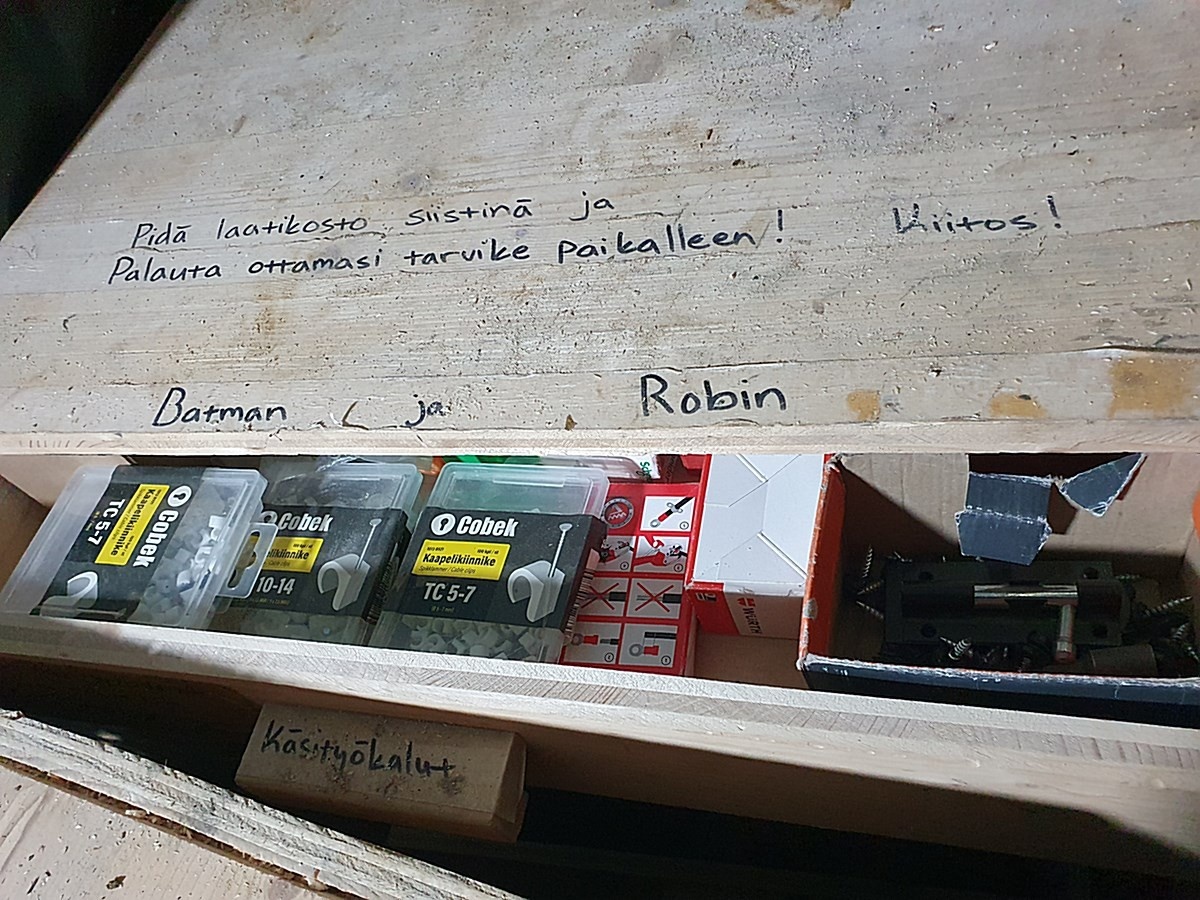 Pidä laatikosto siistinä ja
Palauta ottamasi tarvike paikalleen! Kiitos!
Batman ja Robin
Cobek
Kaapelikiinnike
TC 5-7
Cobek
10-14
Cobek
Kaapelikiinnike
TC 5-7
WÜRTH
Käsityökalut